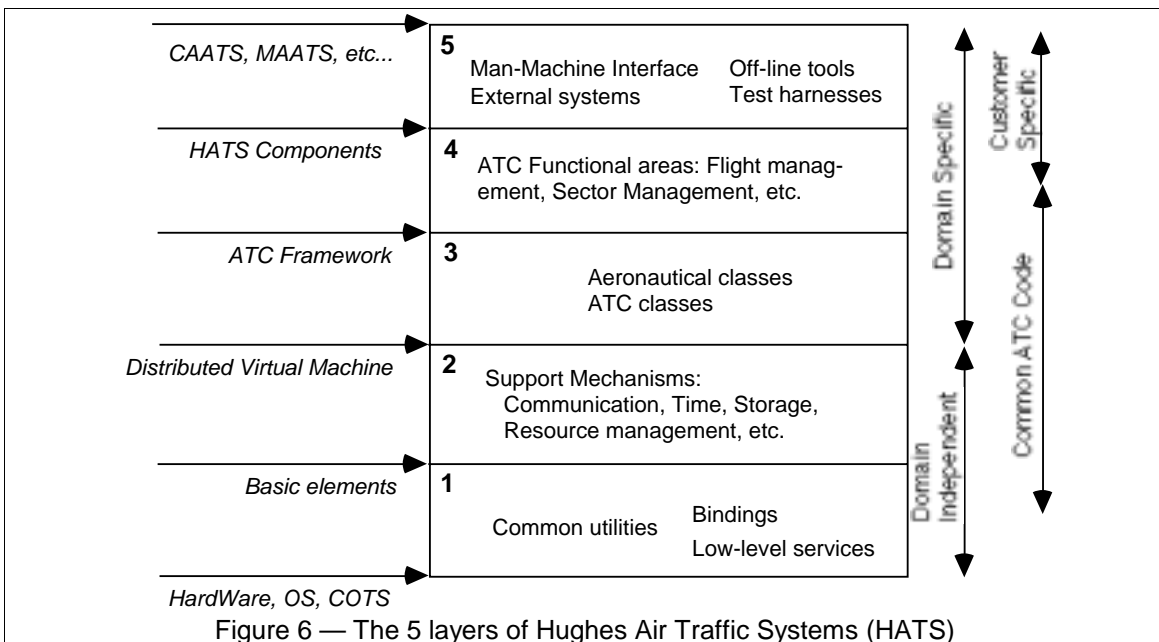 CAATS, MAATS, etc...
5
Man-Machine Interface
External systems
Off-line tools
Test harnesses
HATS Components
4
ATC Functional areas: Flight manag-
ement, Sector Management, etc.
ATC Framework
3
Aeronautical classes
ATC classes
Distributed Virtual Machine
2
Support Mechanisms:
Communication, Time, Storage,
Resource management, etc.
Basic elements
1
Common utilities
Bindings
Low-level services
HardWare, OS, COTS
Domain Specific
Domain
Independent
Customer
Specific
Common ATC Code
Figure 6 — The 5 layers of Hughes Air Traffic Systems (HATS)